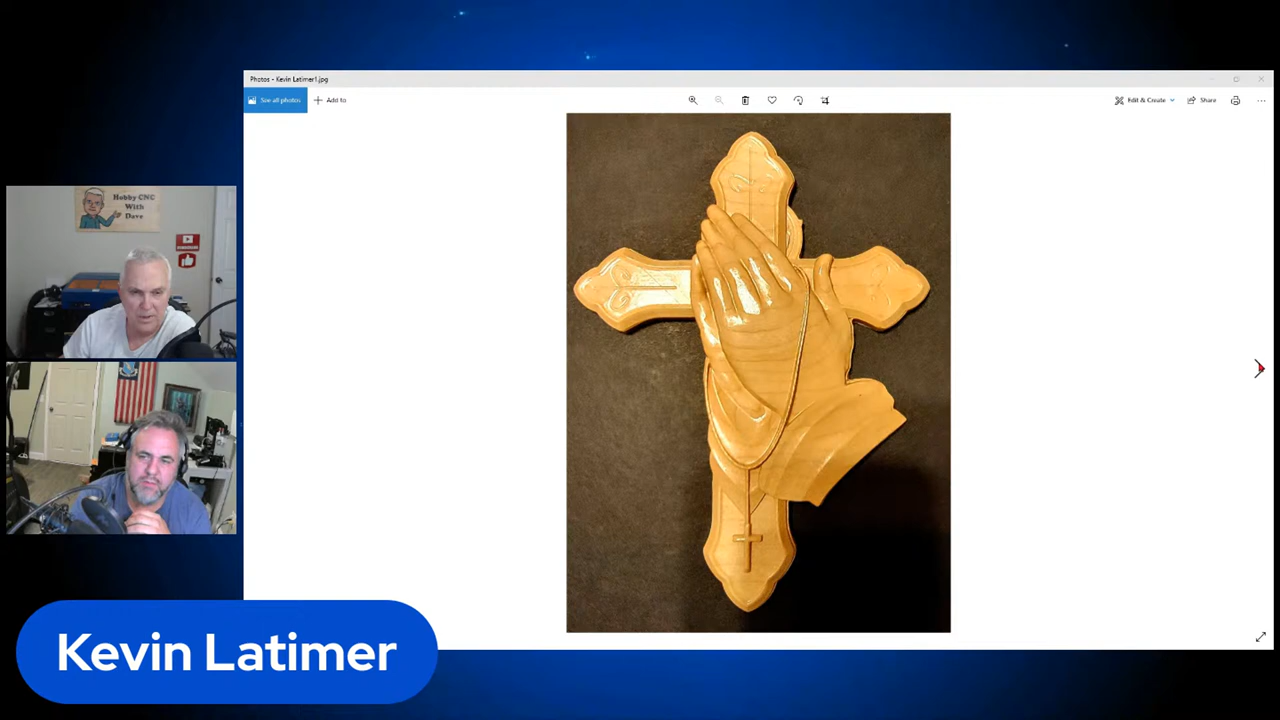 Photos - Kevin Latimer1.jpg
See all photos
Add to
Edit & Create
Share
Hobby CNC
With
Dave
Kevin Latimer